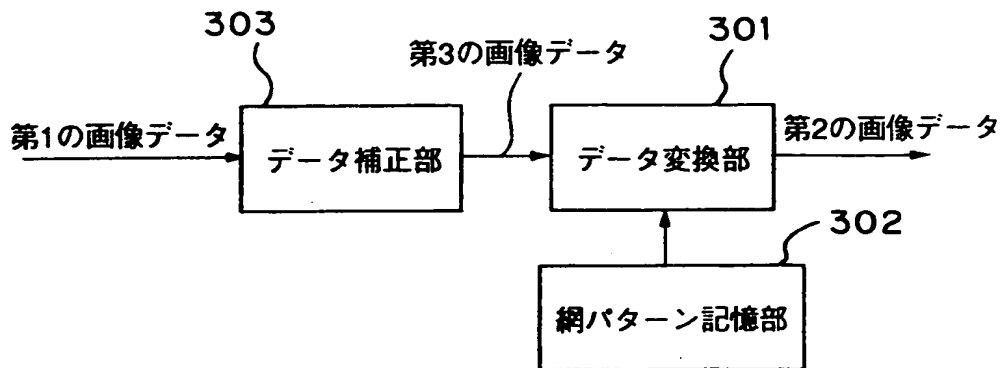 303
第3の画像データ
301
第1の画像データ
データ補正部
データ変換部
第2の画像データ
302
網パターン記憶部